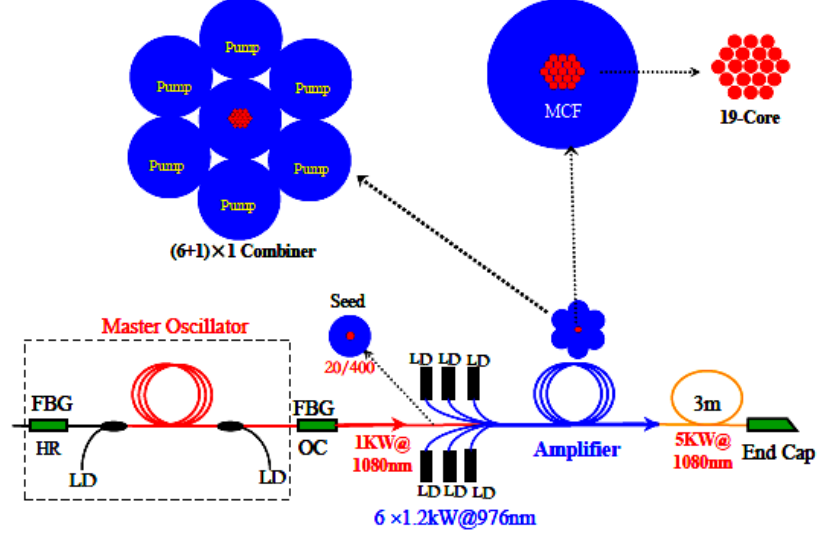 Pump
Pump
Pump
Pump
Pump
Pump
(6+1)×1 Combiner
MCF
19-Core
Seed
20/400
Master Oscillator
FBG
HR
LD
LD
FBG
OC
1KW@
1080nm
LD LD LD
LD LD LD
6 ×1.2kW@976nm
Amplifier
3m
5KW@
1080nm
End Cap